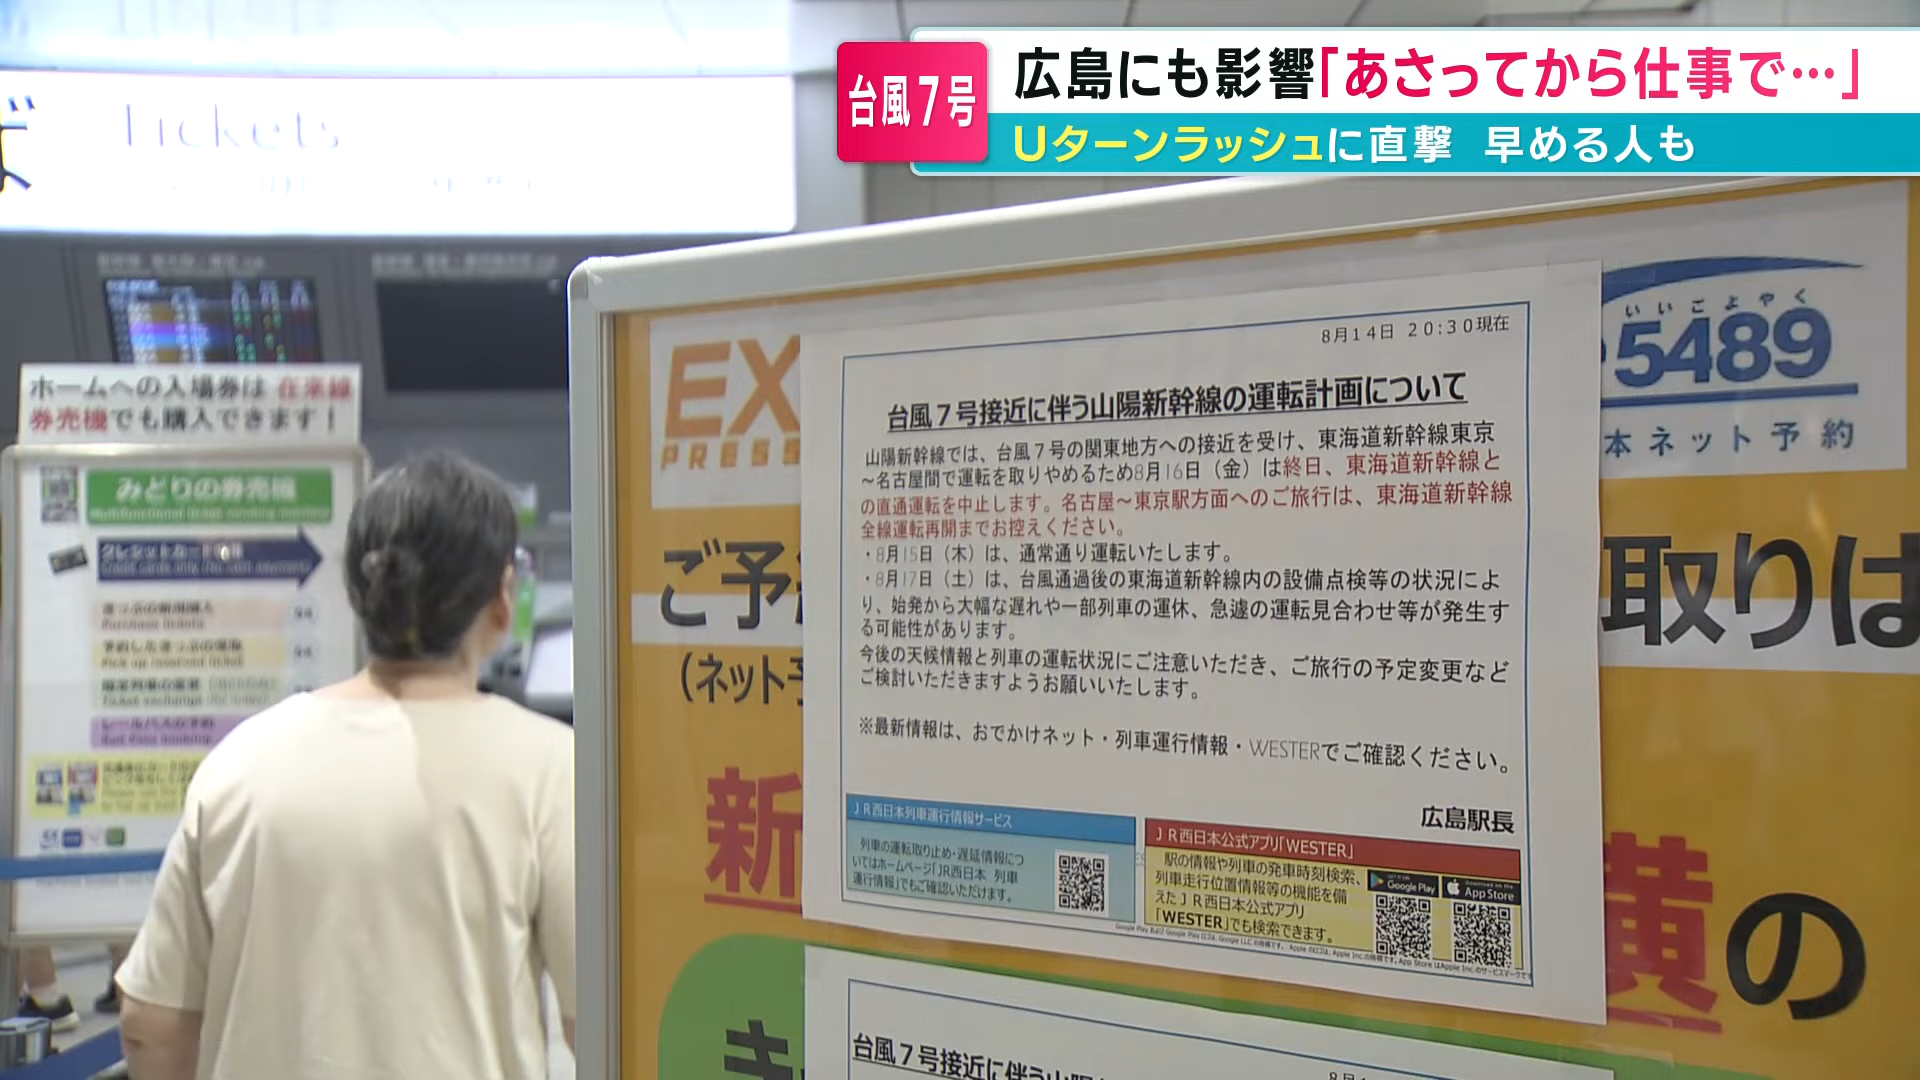 台風7号
広島にも影響「あさってから仕事で…」
Uターンラッシュに直撃 早める人も
Tickets
ホームへの入場券は 在来線
券売機でも購入できます!
みどりの券売機
EX
PRESS
いいごよやく
5489
本ネット予約
ご予
取りは
(ネット
新
黄の
き
8月14日 20:30現在
台風7号接近に伴う山陽新幹線の運転計画について
山陽新幹線では、台風7号の関東地方への接近を受け、東海道新幹線東京
～名古屋間で運転を取りやめるため8月16日(金)は終日、東海道新幹線と
の直通運転を中止します。名古屋～東京駅方面へのご旅行は、東海道新幹線
全線運転再開までお控えください。
・8月15日(木)は、通常通り運転いたします。
・8月17日(土)は、台風通過後の東海道新幹線内の設備点検等の状況によ
り、始発から大幅な遅れや一部列車の運休、急遽の運転見合わせ等が発生す
る可能性があります。
今後の天候情報と列車の運転状況にご注意いただき、ご旅行の予定変更など
ご検討いただきますようお願いいたします。
※最新情報は、おでかけネット・列車運行情報・WESTERでご確認ください。
広島駅長
JR西日本列車運行情報サービス
列車の運転取り止め・遅延情報につ
いてはホームページ「JR西日本 列車
運行情報」でもご確認いただけます。
JR西日本公式アプリ「WESTER」
駅の情報や列車の発車時刻検索、
列車走行位置情報等の機能を備
えたJR西日本公式アプリ
「WESTER」でも検索できます。
GET IT ON
Google Play
Download on the
App Store
台風7号接近に伴う山陽
8月1